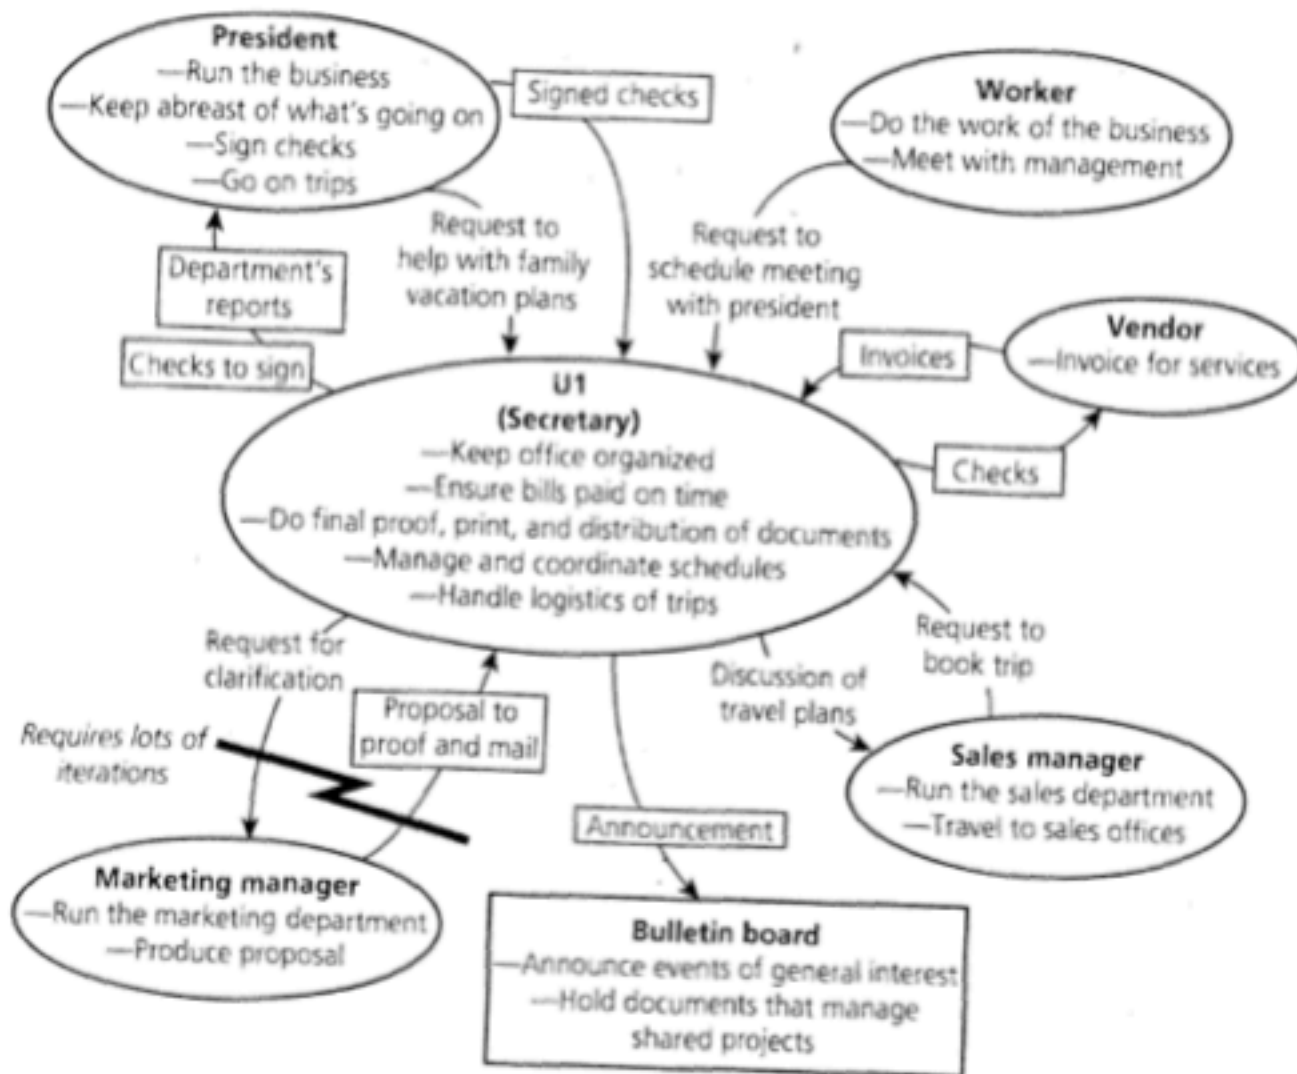 President
—Run the business
—Keep abreast of what's going on
—Sign checks
—Go on trips
Signed checks
Worker
—Do the work of the business
—Meet with management
Department's
reports
Checks to sign
Request to
help with family
vacation plans
Request to
schedule meeting
with president
Invoices
Vendor
—Invoice for services
Checks
U1
(Secretary)
—Keep office organized
—Ensure bills paid on time
—Do final proof, print, and distribution of documents
—Manage and coordinate schedules
—Handle logistics of trips
Request for
clarification
Proposal to
proof and mail
Requires lots of
iterations
Discussion of
travel plans
Request to
book trip
Announcement
Sales manager
—Run the sales department
—Travel to sales offices
Marketing manager
—Run the marketing department
—Produce proposal
Bulletin board
—Announce events of general interest
—Hold documents that manage
shared projects